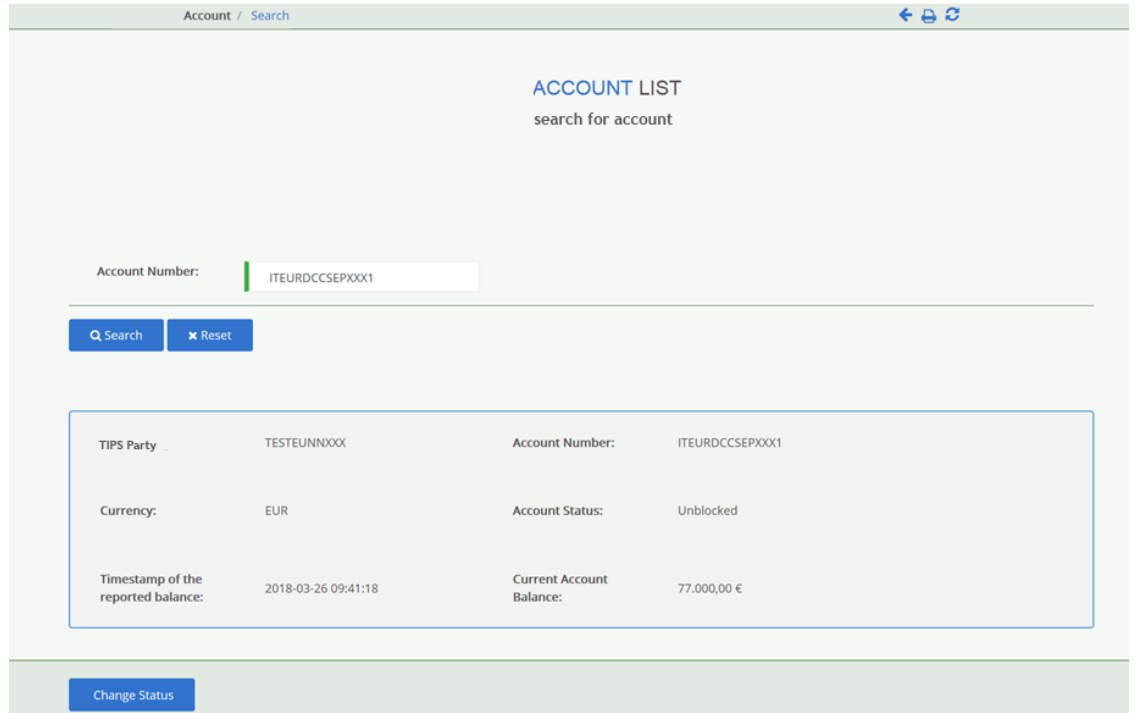 Account / Search
ACCOUNT LIST
search for account
Account Number: ITEURDCCSEPXXX1
Search Reset
TIPS Party TESTEUNNXXX Account Number: ITEURDCCSEPXXX1
Currency: EUR Account Status: Unblocked
Timestamp of the reported balance: 2018-03-26 09:41:18 Current Account Balance: 77.000,00 €
Change Status